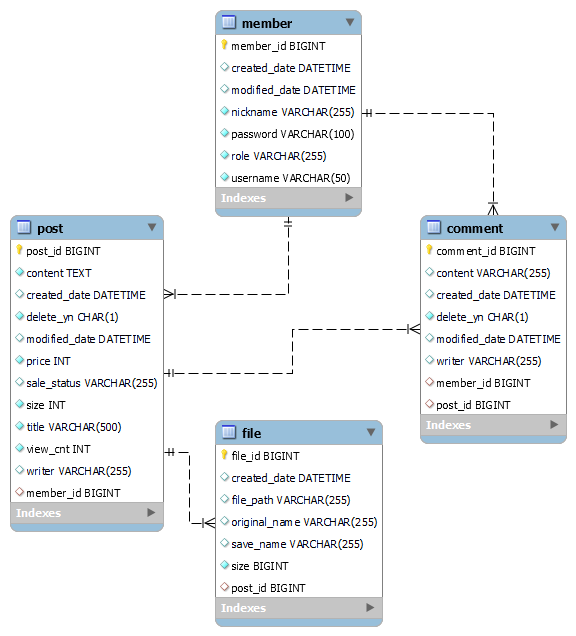 member
member_id BIGINT
created_date DATETIME
modified_date DATETIME
nickname VARCHAR(255)
password VARCHAR(100)
role VARCHAR(255)
username VARCHAR(50)
Indexes
post
post_id BIGINT
content TEXT
created_date DATETIME
delete_yn CHAR(1)
modified_date DATETIME
price INT
sale_status VARCHAR(255)
size INT
title VARCHAR(500)
view_cnt INT
writer VARCHAR(255)
member_id BIGINT
Indexes
comment
comment_id BIGINT
content VARCHAR(255)
created_date DATETIME
delete_yn CHAR(1)
modified_date DATETIME
writer VARCHAR(255)
member_id BIGINT
post_id BIGINT
Indexes
file
file_id BIGINT
created_date DATETIME
file_path VARCHAR(255)
original_name VARCHAR(255)
save_name VARCHAR(255)
size BIGINT
post_id BIGINT
Indexes